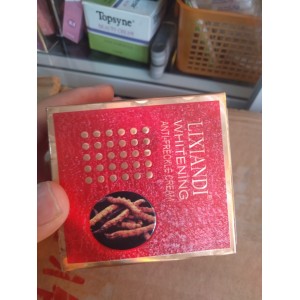 Topsyne
LIXIANDI
WHITENING
ANTI-FRECKLE CREAM